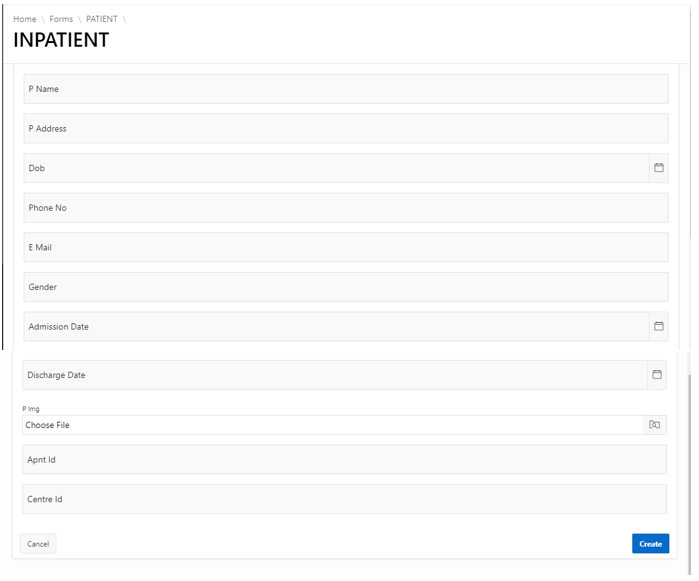 Home \ Forms \ PATIENT \
INPATIENT
P Name
P Address
Dob
Phone No
E Mail
Gender
Admission Date
Discharge Date
P Img
Choose File
Apnt Id
Centre Id
Cancel
Create